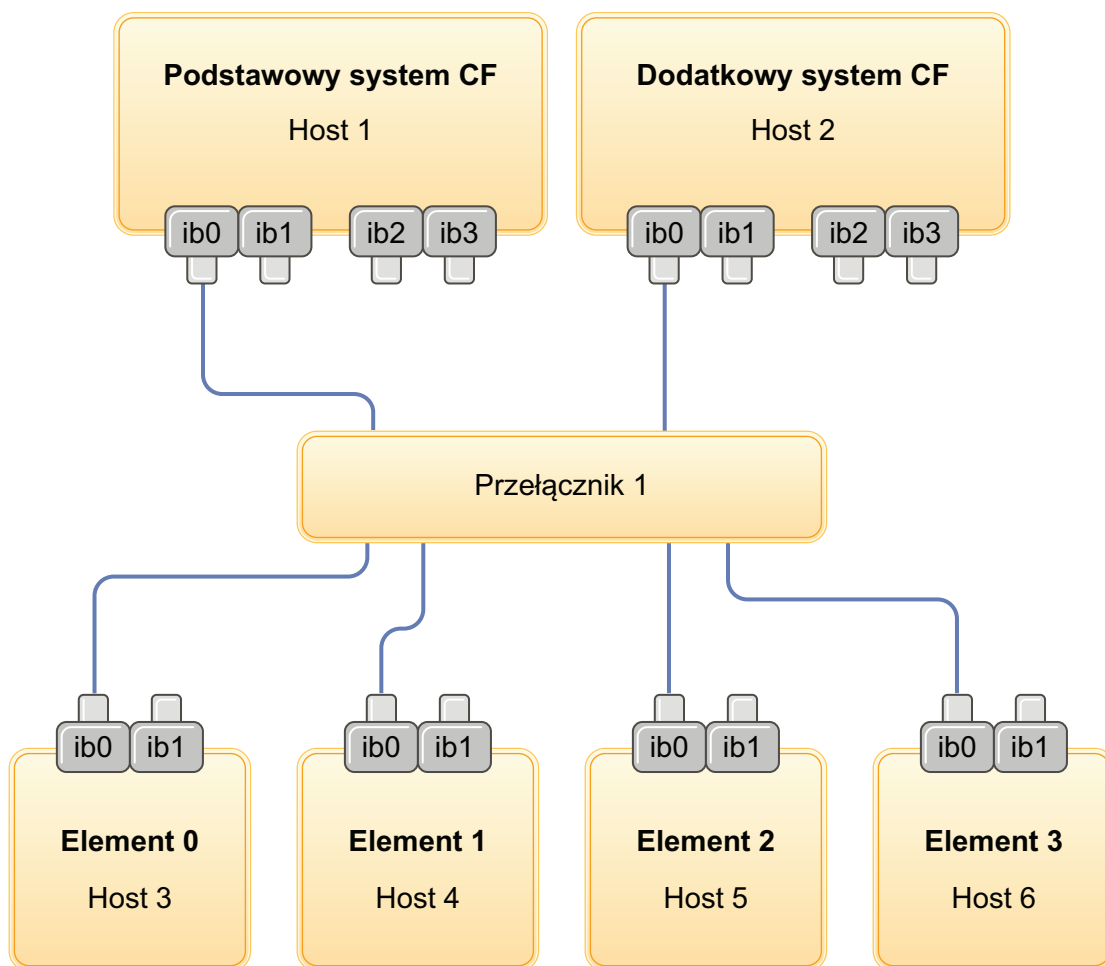 Podstawowy system CF
Host 1
ib0 ib1 ib2 ib3
Dodatkowy system CF
Host 2
ib0 ib1 ib2 ib3
Przełącznik 1
ib0 ib1
Element 0
Host 3
ib0 ib1
Element 1
Host 4
ib0 ib1
Element 2
Host 5
ib0 ib1
Element 3
Host 6